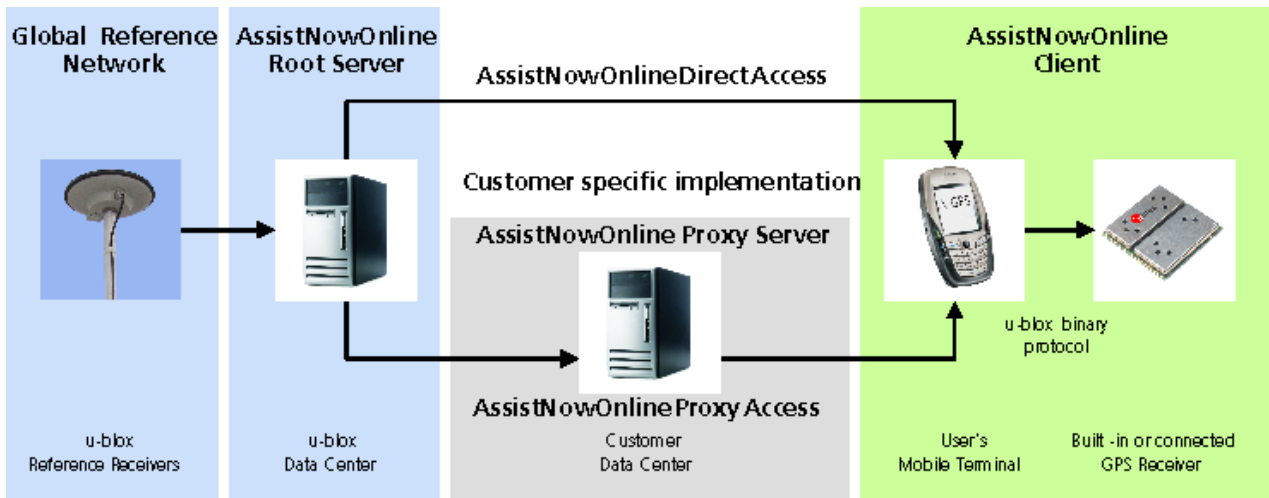 Global Reference
Network
AssistNowOnline
Root Server
AssistNowOnlineDirectAccess
AssistNowOnline
Client
Customer specific implementation
AssistNowOnline Proxy Server
GPS
u-blox binary
protocol
AssistNowOnlineProxy Access
u-blox
Reference Receivers
u-blox
Data Center
Customer
Data Center
User's
Mobile Terminal
Built -in or connected
GPS Receiver